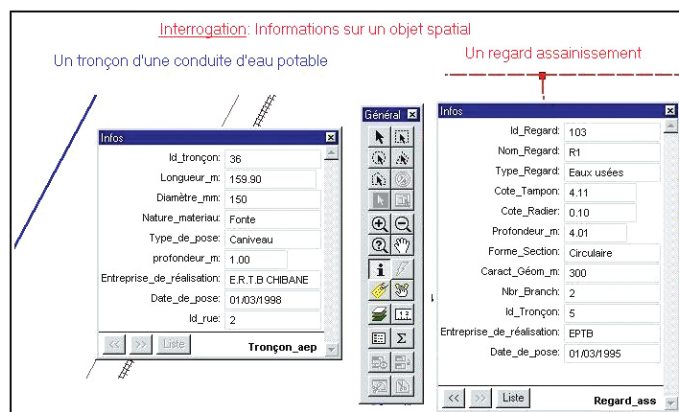 Interrogation: Informations sur un objet spatial
Un tronçon d'une conduite d'eau potable
Un regard assainissement
Infos
Id_tronçon: 36
Longueur_m: 159.90
Diamètre_mm: 150
Nature_materiau: Fonte
Type_de_pose: Caniveau
profondeur_m: 1.00
Entreprise_de_réalisation: E.R.T.B CHIBANE
Date_de_pose: 01/03/1998
Id_rue: 2
<< >> Liste Tronçon_aep
Général
Infos
Id_Regard: 103
Nom_Regard: R1
Type_Regard: Eaux usées
Cote_Tampon: 4.11
Cote_Radier: 0.10
Profondeur_m: 4.01
Forme_Section: Circulaire
Caract_Géom_m: 300
Nbr_Branch: 2
Id_Tronçon: 5
Entreprise_de_réalisation: EPTB
Date_de_pose: 01/03/1995
<< >> Liste Regard_ass